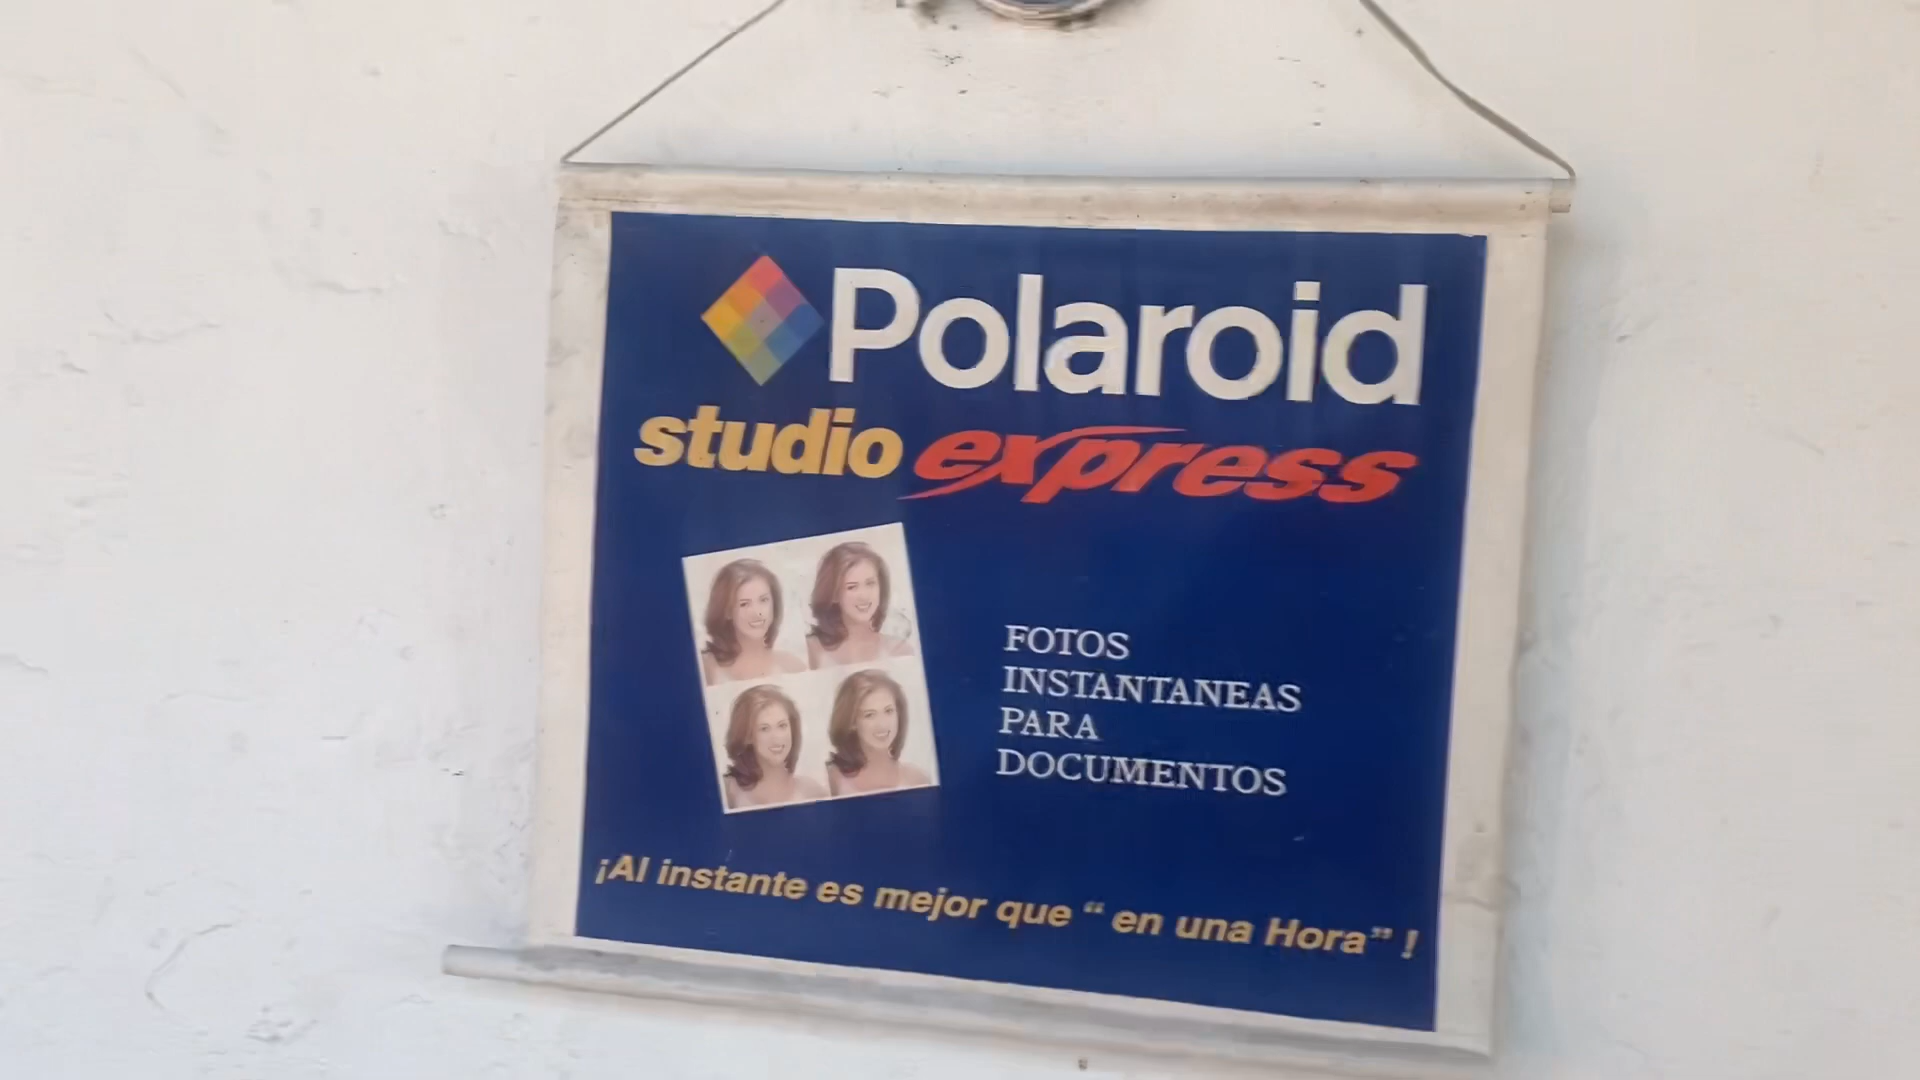 Polaroid
studio express
FOTOS
INSTANTANEAS
PARA
DOCUMENTOS
¡Al instante es mejor que “ en una Hora” !